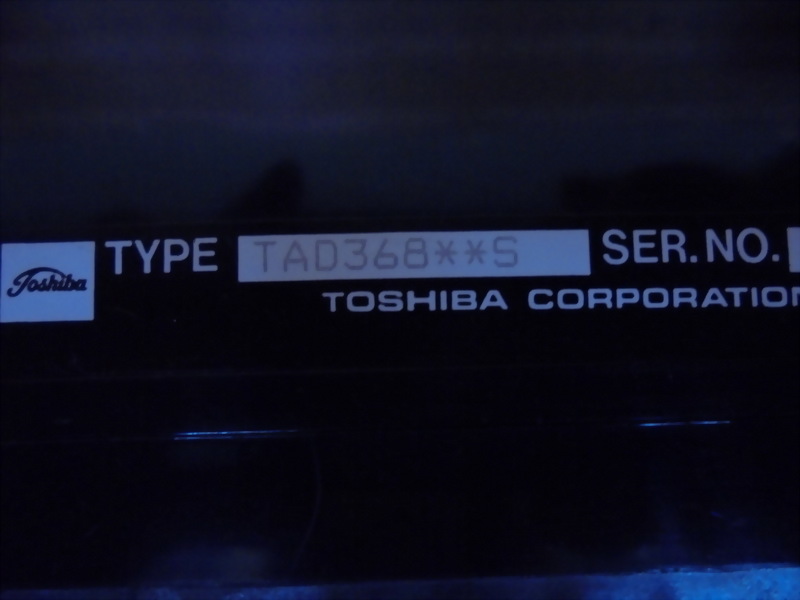 Toshiba TYPE TAD368**S SER. NO.
TOSHIBA CORPORATION